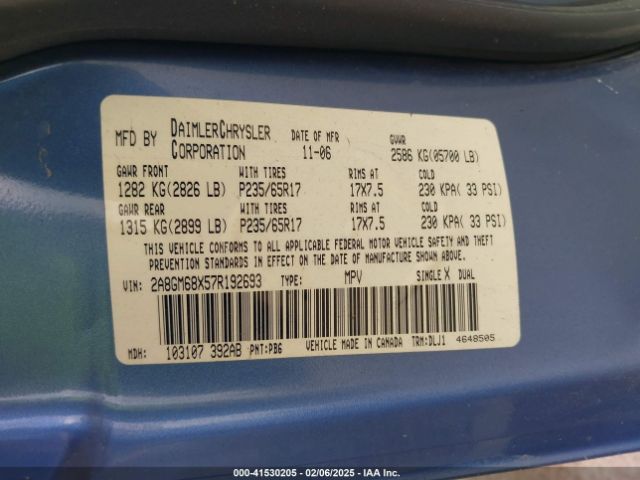 MFD BY DAIMLERCHRYSLER CORPORATION DATE OF MFR 11-06 GVWR 2586 KG(05700 LB)
GAWR FRONT WITH TIRES RIMS AT COLD
1282 KG(2826 LB) P235/65R17 17X7.5 230 KPA( 33 PSI)
GAWR REAR WITH TIRES RIMS AT COLD
1315 KG(2899 LB) P235/65R17 17X7.5 230 KPA( 33 PSI)
THIS VEHICLE CONFORMS TO ALL APPLICABLE FEDERAL MOTOR VEHICLE SAFETY AND THEFT
PREVENTION STANDARDS IN EFFECT ON THE DATE OF MANUFACTURE SHOWN ABOVE.
VIN: 2A8GM68X57R192693 TYPE: MPV SINGLE X DUAL
MDH: 103107 392AB PNT:PB6 VEHICLE MADE IN CANADA TRM:DLJ1 4648505
000-41530205 - 02/06/2025 - IAA Inc.